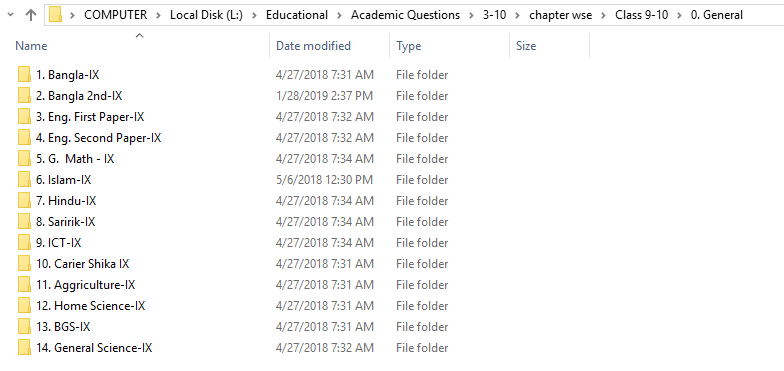 COMPUTER > Local Disk (L:) > Educational > Academic Questions > 3-10 > chapter wse > Class 9-10 > 0. General
Name Date modified Type Size
1. Bangla-IX 4/27/2018 7:31 AM File folder
2. Bangla 2nd-IX 1/28/2019 2:37 PM File folder
3. Eng. First Paper-IX 4/27/2018 7:32 AM File folder
4. Eng. Second Paper-IX 4/27/2018 7:32 AM File folder
5. G.  Math - IX 4/27/2018 7:34 AM File folder
6. Islam-IX 5/6/2018 12:30 PM File folder
7. Hindu-IX 4/27/2018 7:34 AM File folder
8. Saririk-IX 4/27/2018 7:34 AM File folder
9. ICT-IX 4/27/2018 7:34 AM File folder
10. Carier Shika IX 4/27/2018 7:31 AM File folder
11. Aggriculture-IX 4/27/2018 7:31 AM File folder
12. Home Science-IX 4/27/2018 7:31 AM File folder
13. BGS-IX 4/27/2018 7:31 AM File folder
14. General Science-IX 4/27/2018 7:32 AM File folder